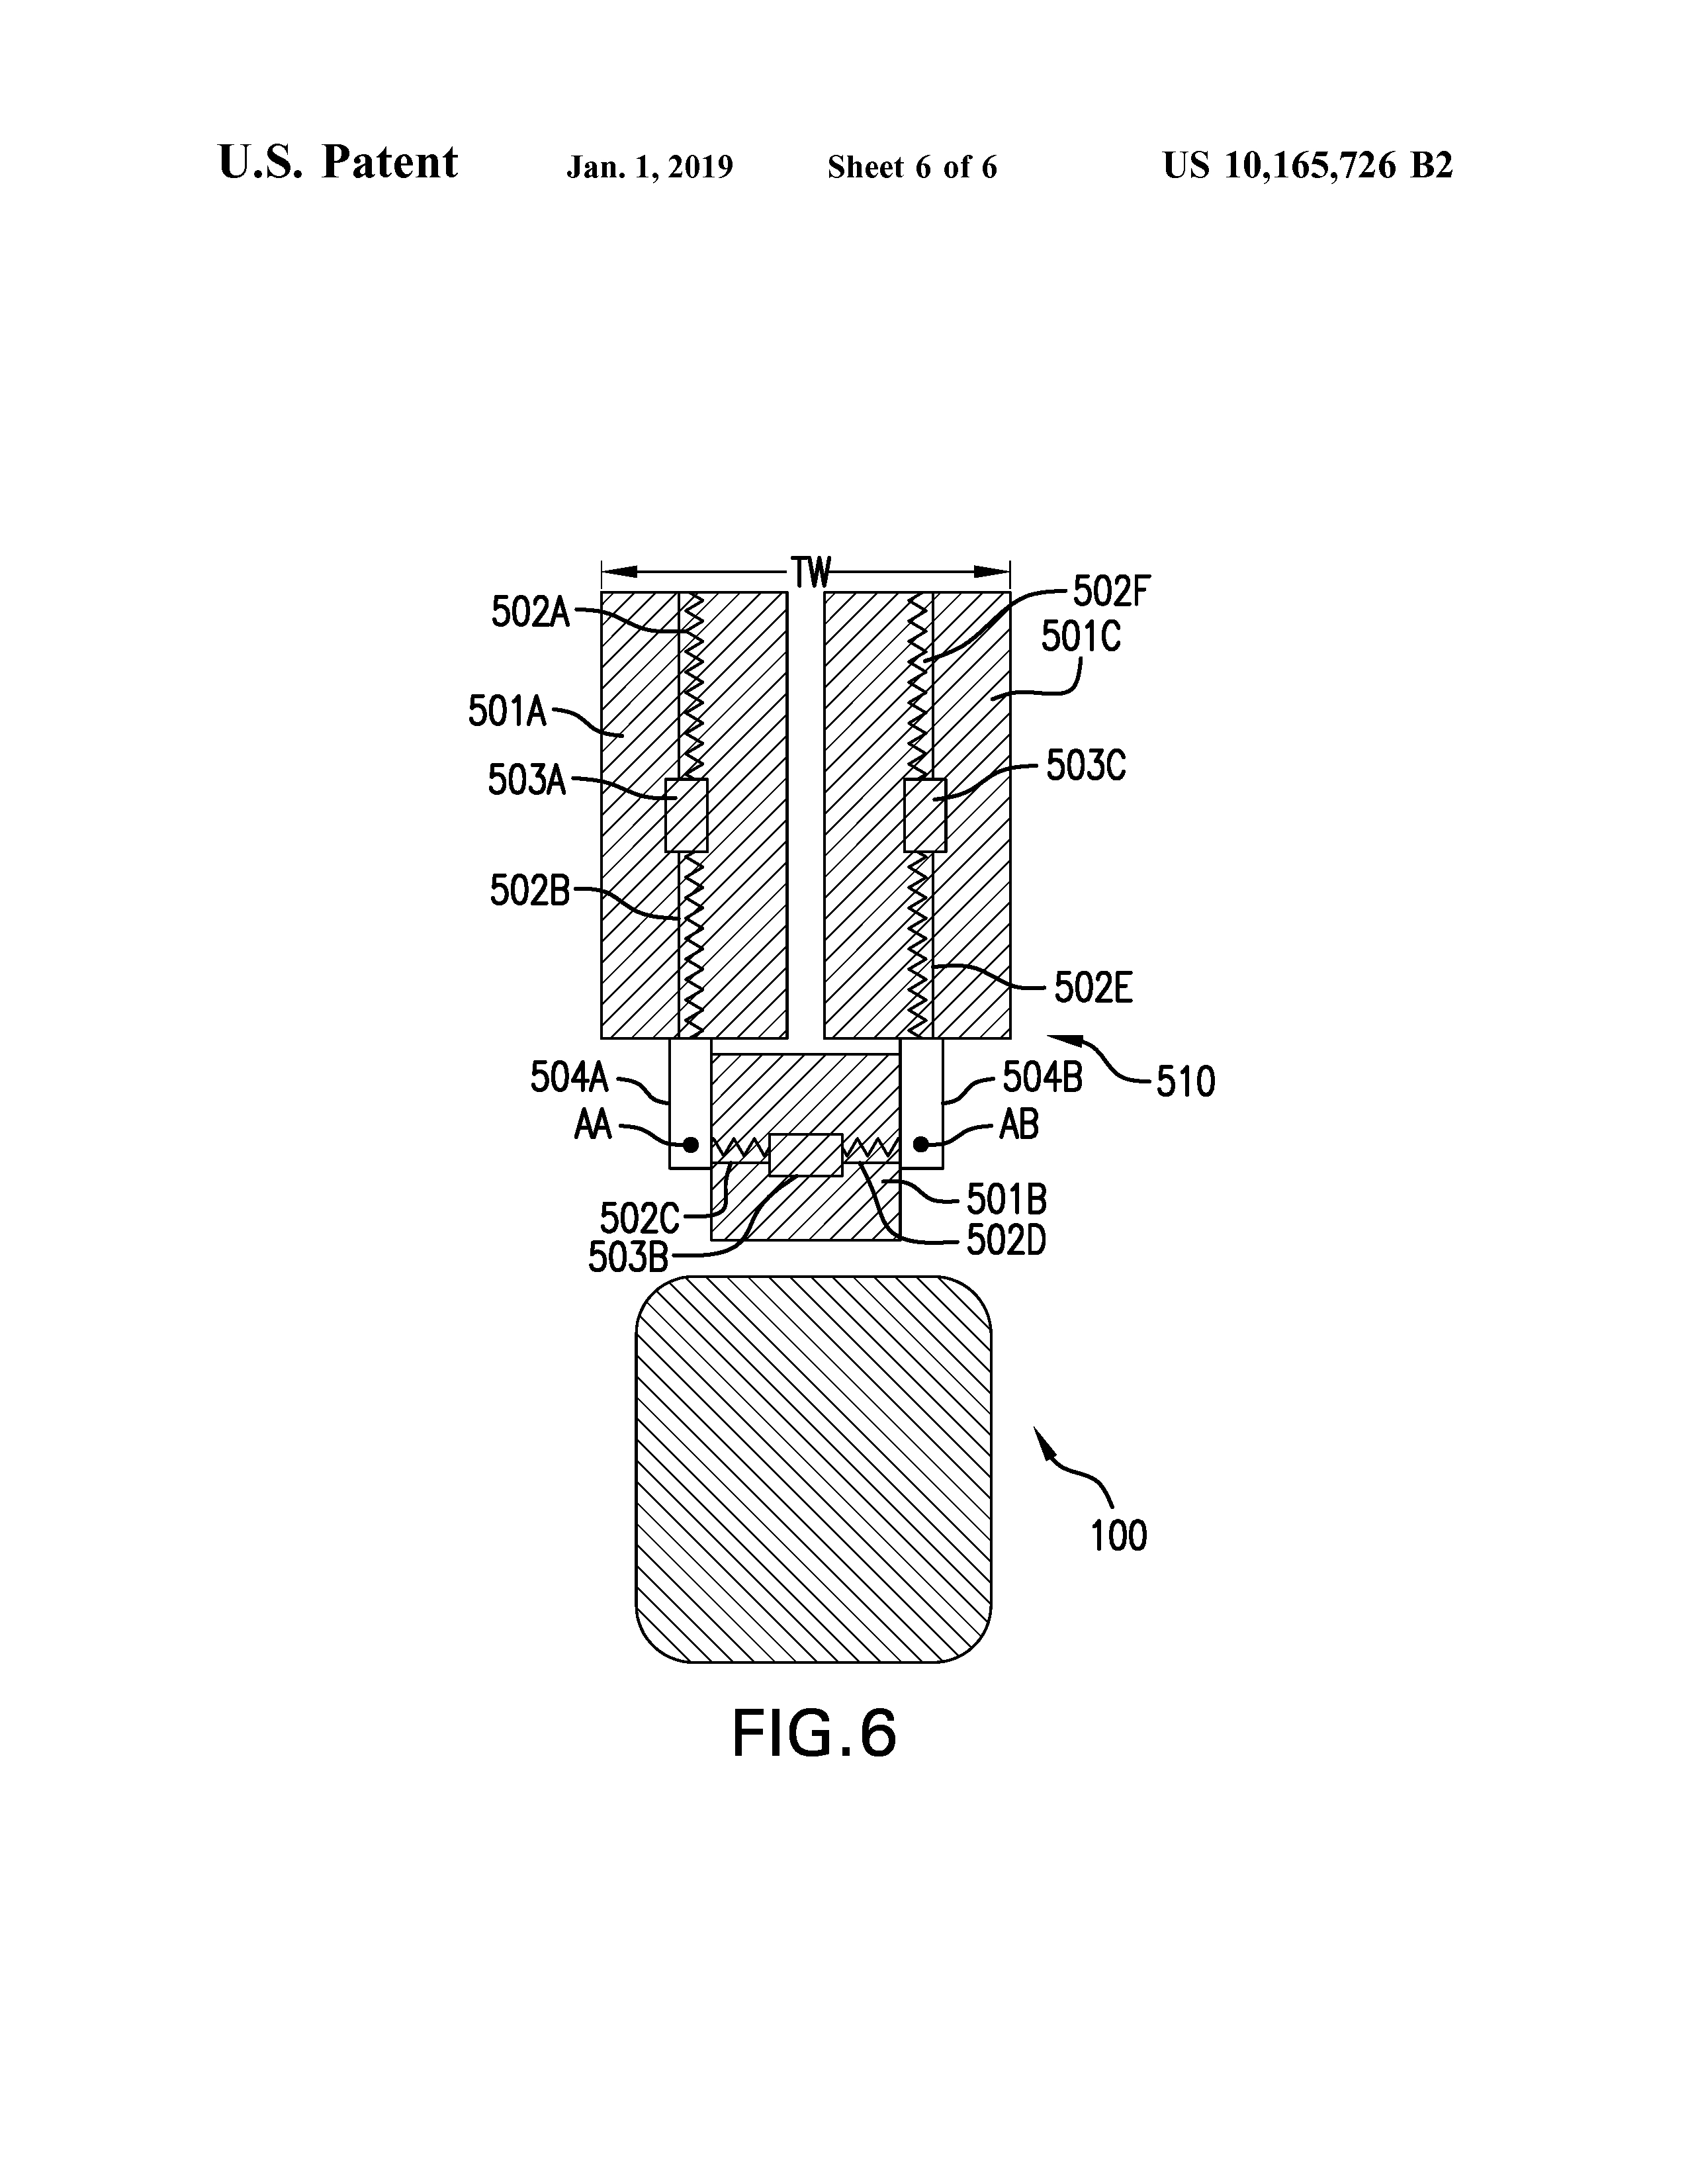 U.S. Patent Jan. 1, 2019 Sheet 6 of 6 US 10,165,726 B2
TW
502A 502F
501C
501A
503A 503C
502B
502E
504A 504B 510
AA AB
502C 501B
503B 502D
100
FIG.6